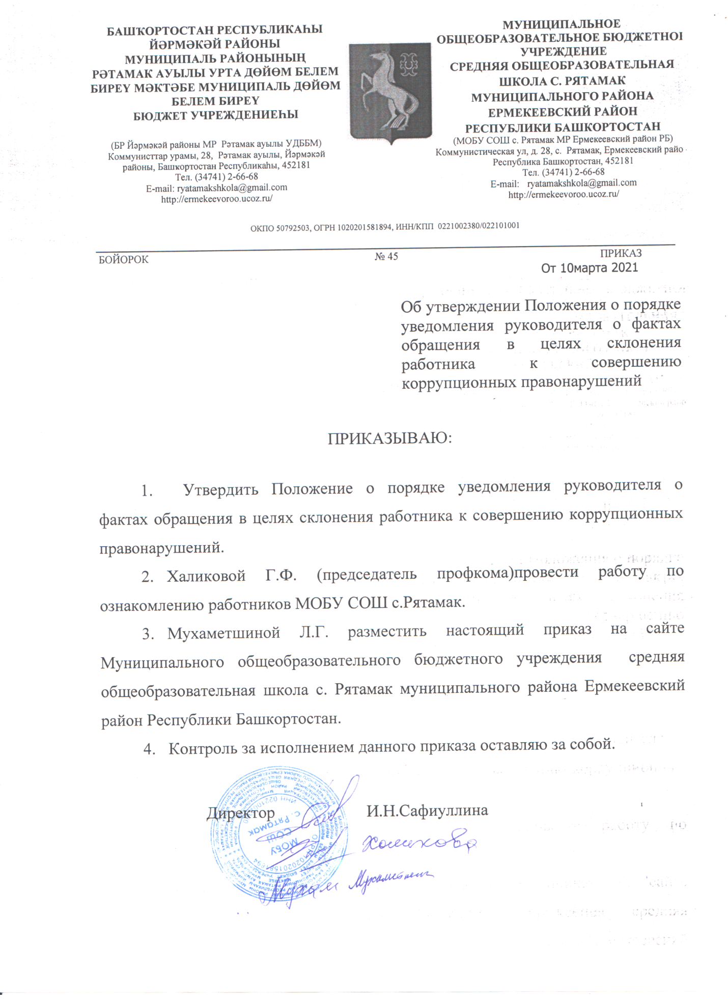 БАШҠОРТОСТАН РЕСПУБЛИКАҺЫ
ЙӘРМӘКӘЙ РАЙОНЫ
МУНИЦИПАЛЬ РАЙОНЫНЫҢ
РӘТАМАК АУЫЛЫ УРТА ДӨЙӨМ БЕЛЕМ
БИРЕҮ МӘКТӘБЕ МУНИЦИПАЛЬ ДӨЙӨМ
БЕЛЕМ БИРЕҮ
БЮДЖЕТ УЧРЕЖДЕНИЕҺЫ
(БР Йәрмәкәй районы МР Рәтамак ауылы УДББМ)
Коммунисттар урамы, 28, Рәтамак ауылы, Йәрмәкәй
районы, Башҡортостан Республикаһы, 452181
Тел. (34741) 2-66-68
E-mail: ryatamakshkola@gmail.com
http://ermekeevoroo.ucoz.ru/
МУНИЦИПАЛЬНОЕ
ОБЩЕОБРАЗОВАТЕЛЬНОЕ БЮДЖЕТНОІ
УЧРЕЖДЕНИЕ
СРЕДНЯЯ ОБЩЕОБРАЗОВАТЕЛЬНАЯ
ШКОЛА С. РЯТАМАК
МУНИЦИПАЛЬНОГО РАЙОНА
ЕРМЕКЕЕВСКИЙ РАЙОН
РЕСПУБЛИКИ БАШКОРТОСТАН
(МОБУ СОШ с. Рятамак МР Ермекеевский район РБ)
Коммунистическая ул, д. 28, с. Рятамак, Ермекеевский райо
Республика Башкортостан, 452181
Тел. (34741) 2-66-68
E-mail: ryatamakshkola@gmail.com
http://ermekeevoroo.ucoz.ru/
ОКПО 50792503, ОГРН 1020201581894, ИНН/КПП 0221002380/022101001
БОЙОРОК № 45 ПРИКАЗ
От 10марта 2021
Об утверждении Положения о порядке
уведомления руководителя о фактах
обращения в целях склонения
работника к совершению
коррупционных правонарушений
ПРИКАЗЫВАЮ:
1. Утвердить Положение о порядке уведомления руководителя о
фактах обращения в целях склонения работника к совершению коррупционных
правонарушений.
2. Халиковой Г.Ф. (председатель профкома)провести работу по
ознакомлению работников МОБУ СОШ с.Рятамак.
3. Мухаметшиной Л.Г. разместить настоящий приказ на сайте
Муниципального общеобразовательного бюджетного учреждения средняя
общеобразовательная школа с. Рятамак муниципального района Ермекеевский
район Республики Башкортостан.
4. Контроль за исполнением данного приказа оставляю за собой.
Директор И.Н.Сафиуллина
Халикова
МОБУ
СОШ
с. Рятамак